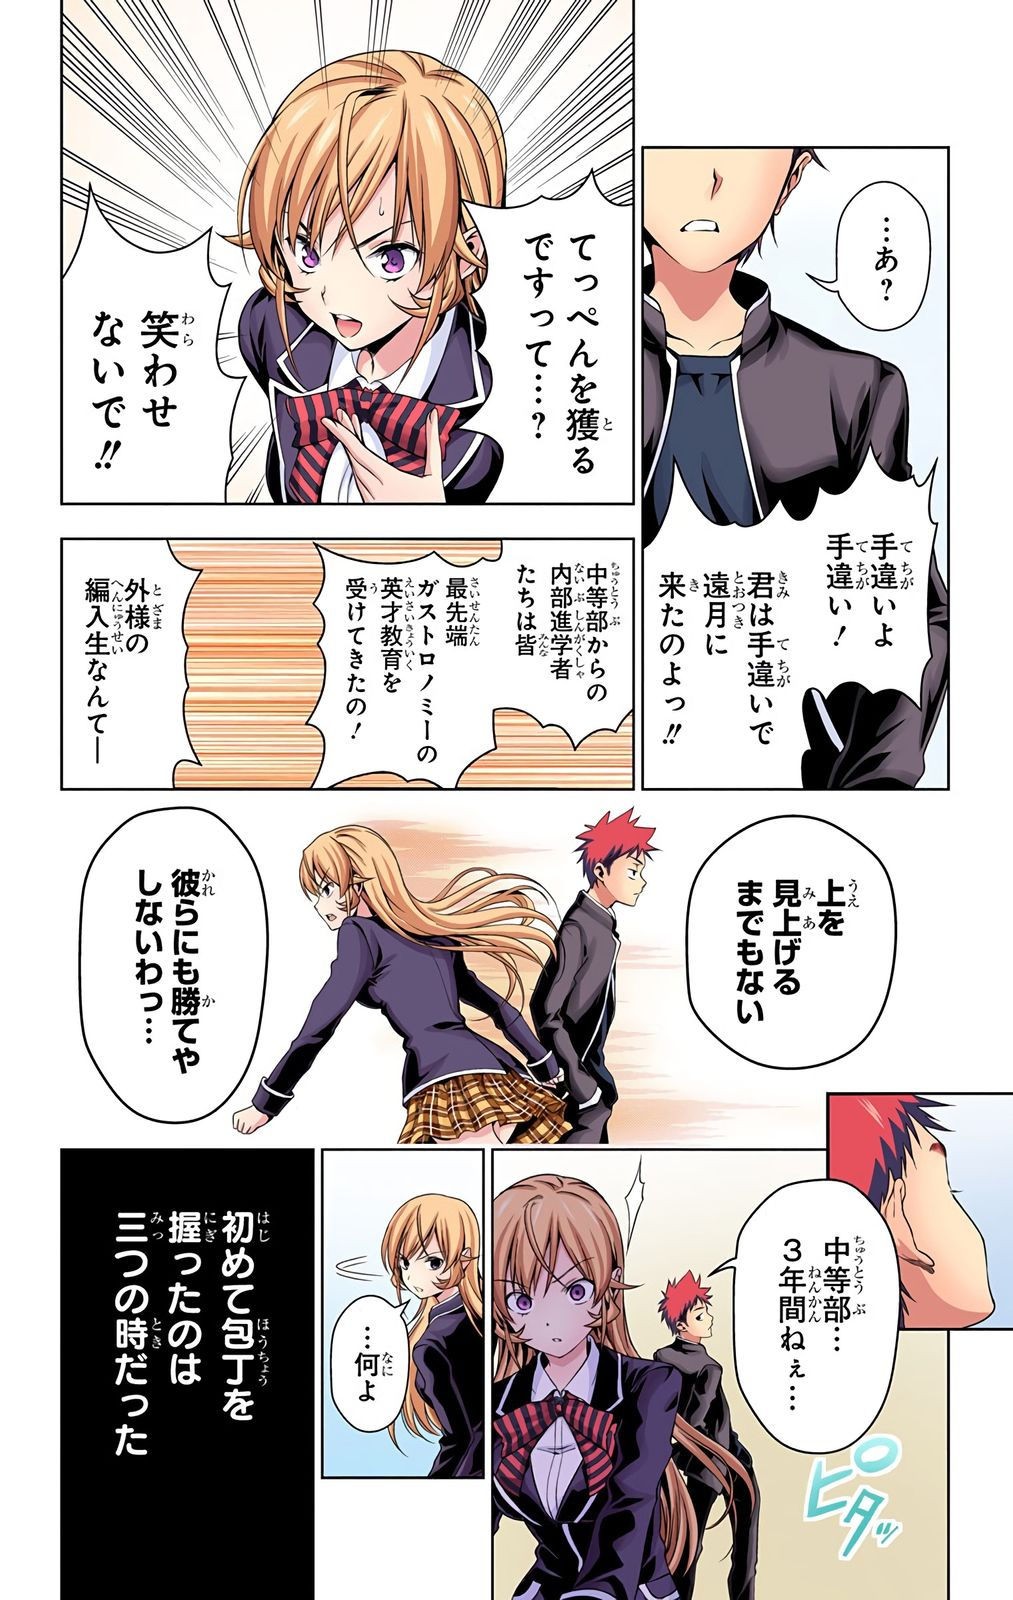 …あ?
手違いよ
手違い!
君は手違いで
遠月に
来たのよっ!!
てっぺんを獲る
ですって…?
笑わせ
ないで!!
中等部からの
内部進学者
たちは皆
最先端
ガストロノミーの
英才教育を
受けてきたの!
外様の
編入生なんてー
上を
見上げる
までもない
彼らにも勝てや
しないわっ…
中等部…
3年間ねぇ…
ピタッ
…何よ
初めて包丁を
握ったのは
三つの時だった